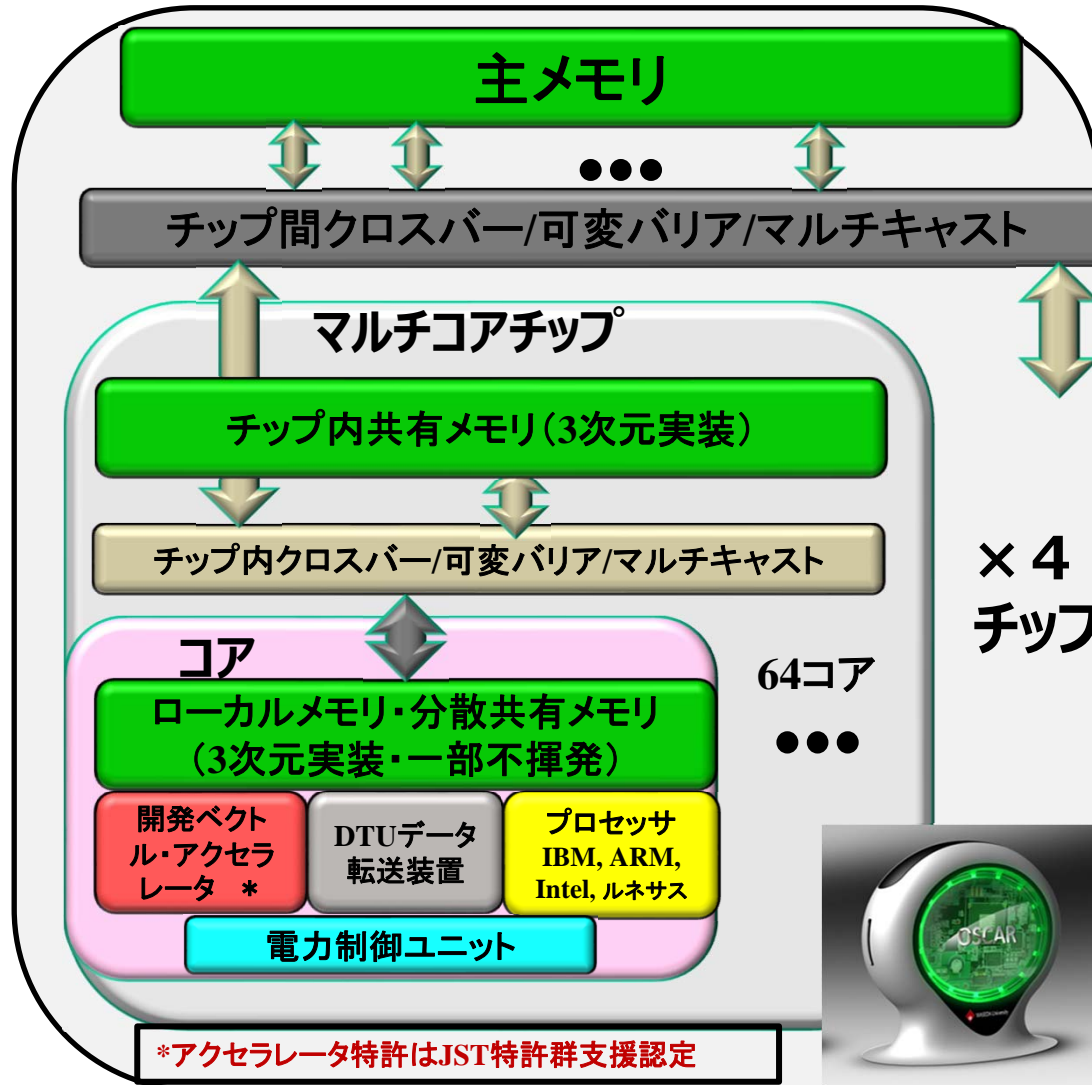 主メモリ
●●●
チップ間クロスバー/可変バリア/マルチキャスト
マルチコアチップ
チップ内共有メモリ(3次元実装)
チップ内クロスバー/可変バリア/マルチキャスト
×4
チップ
コア
64コア
●●●
ローカルメモリ・分散共有メモリ
(3次元実装・一部不揮発)
開発ベクト
ル・アクセラ
レータ *
DTUデータ
転送装置
プロセッサ
IBM, ARM,
Intel, ルネサス
電力制御ユニット
OSCAR
WASEDA University
*アクセラレータ特許はJST特許群支援認定